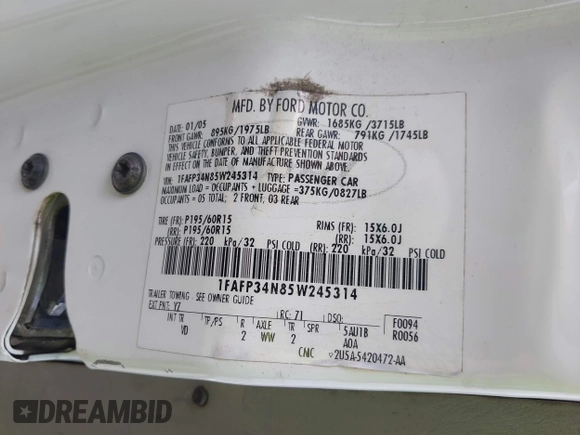 MFD. BY FORD MOTOR CO.
DATE: 01/05 GVWR: 1685KG /3715LB
FRONT GAWR: 895KG/1975LB REAR GAWR: 791KG /1745LB
THIS VEHICLE CONFORMS TO ALL APPLICABLE FEDERAL MOTOR
VEHICLE SAFETY, BUMPER, AND THEFT PREVENTION STANDARDS
IN EFFECT ON THE DATE OF MANUFACTURE SHOWN ABOVE.
VIN: 1FAFP34N85W245314 TYPE: PASSENGER CAR
MAXIMUM LOAD = OCCUPANTS + LUGGAGE =375KG/0827LB
OCCUPANTS = 05 TOTAL: 2 FRONT, 03 REAR
TIRE (FR): P195/60R15 RIMS (FR): 15X6.0J
(RR): P195/60R15 (RR): 15X6.0J
PRESSURE (FR): 220 kPa/32 PSI COLD (RR): 220 kPa/32 PSI COLD
1FAFP34N85W245314
TRAILER TOWING - SEE OWNER GUIDE
EXT PNT: YZ RC: 71 DSO: F0094
INT TR TP/PS R AXLE TR SPR 5AU1B R0056
VD 2 WW 2 A0A
CNC 2U5A-5420472-AA
DREAMBID